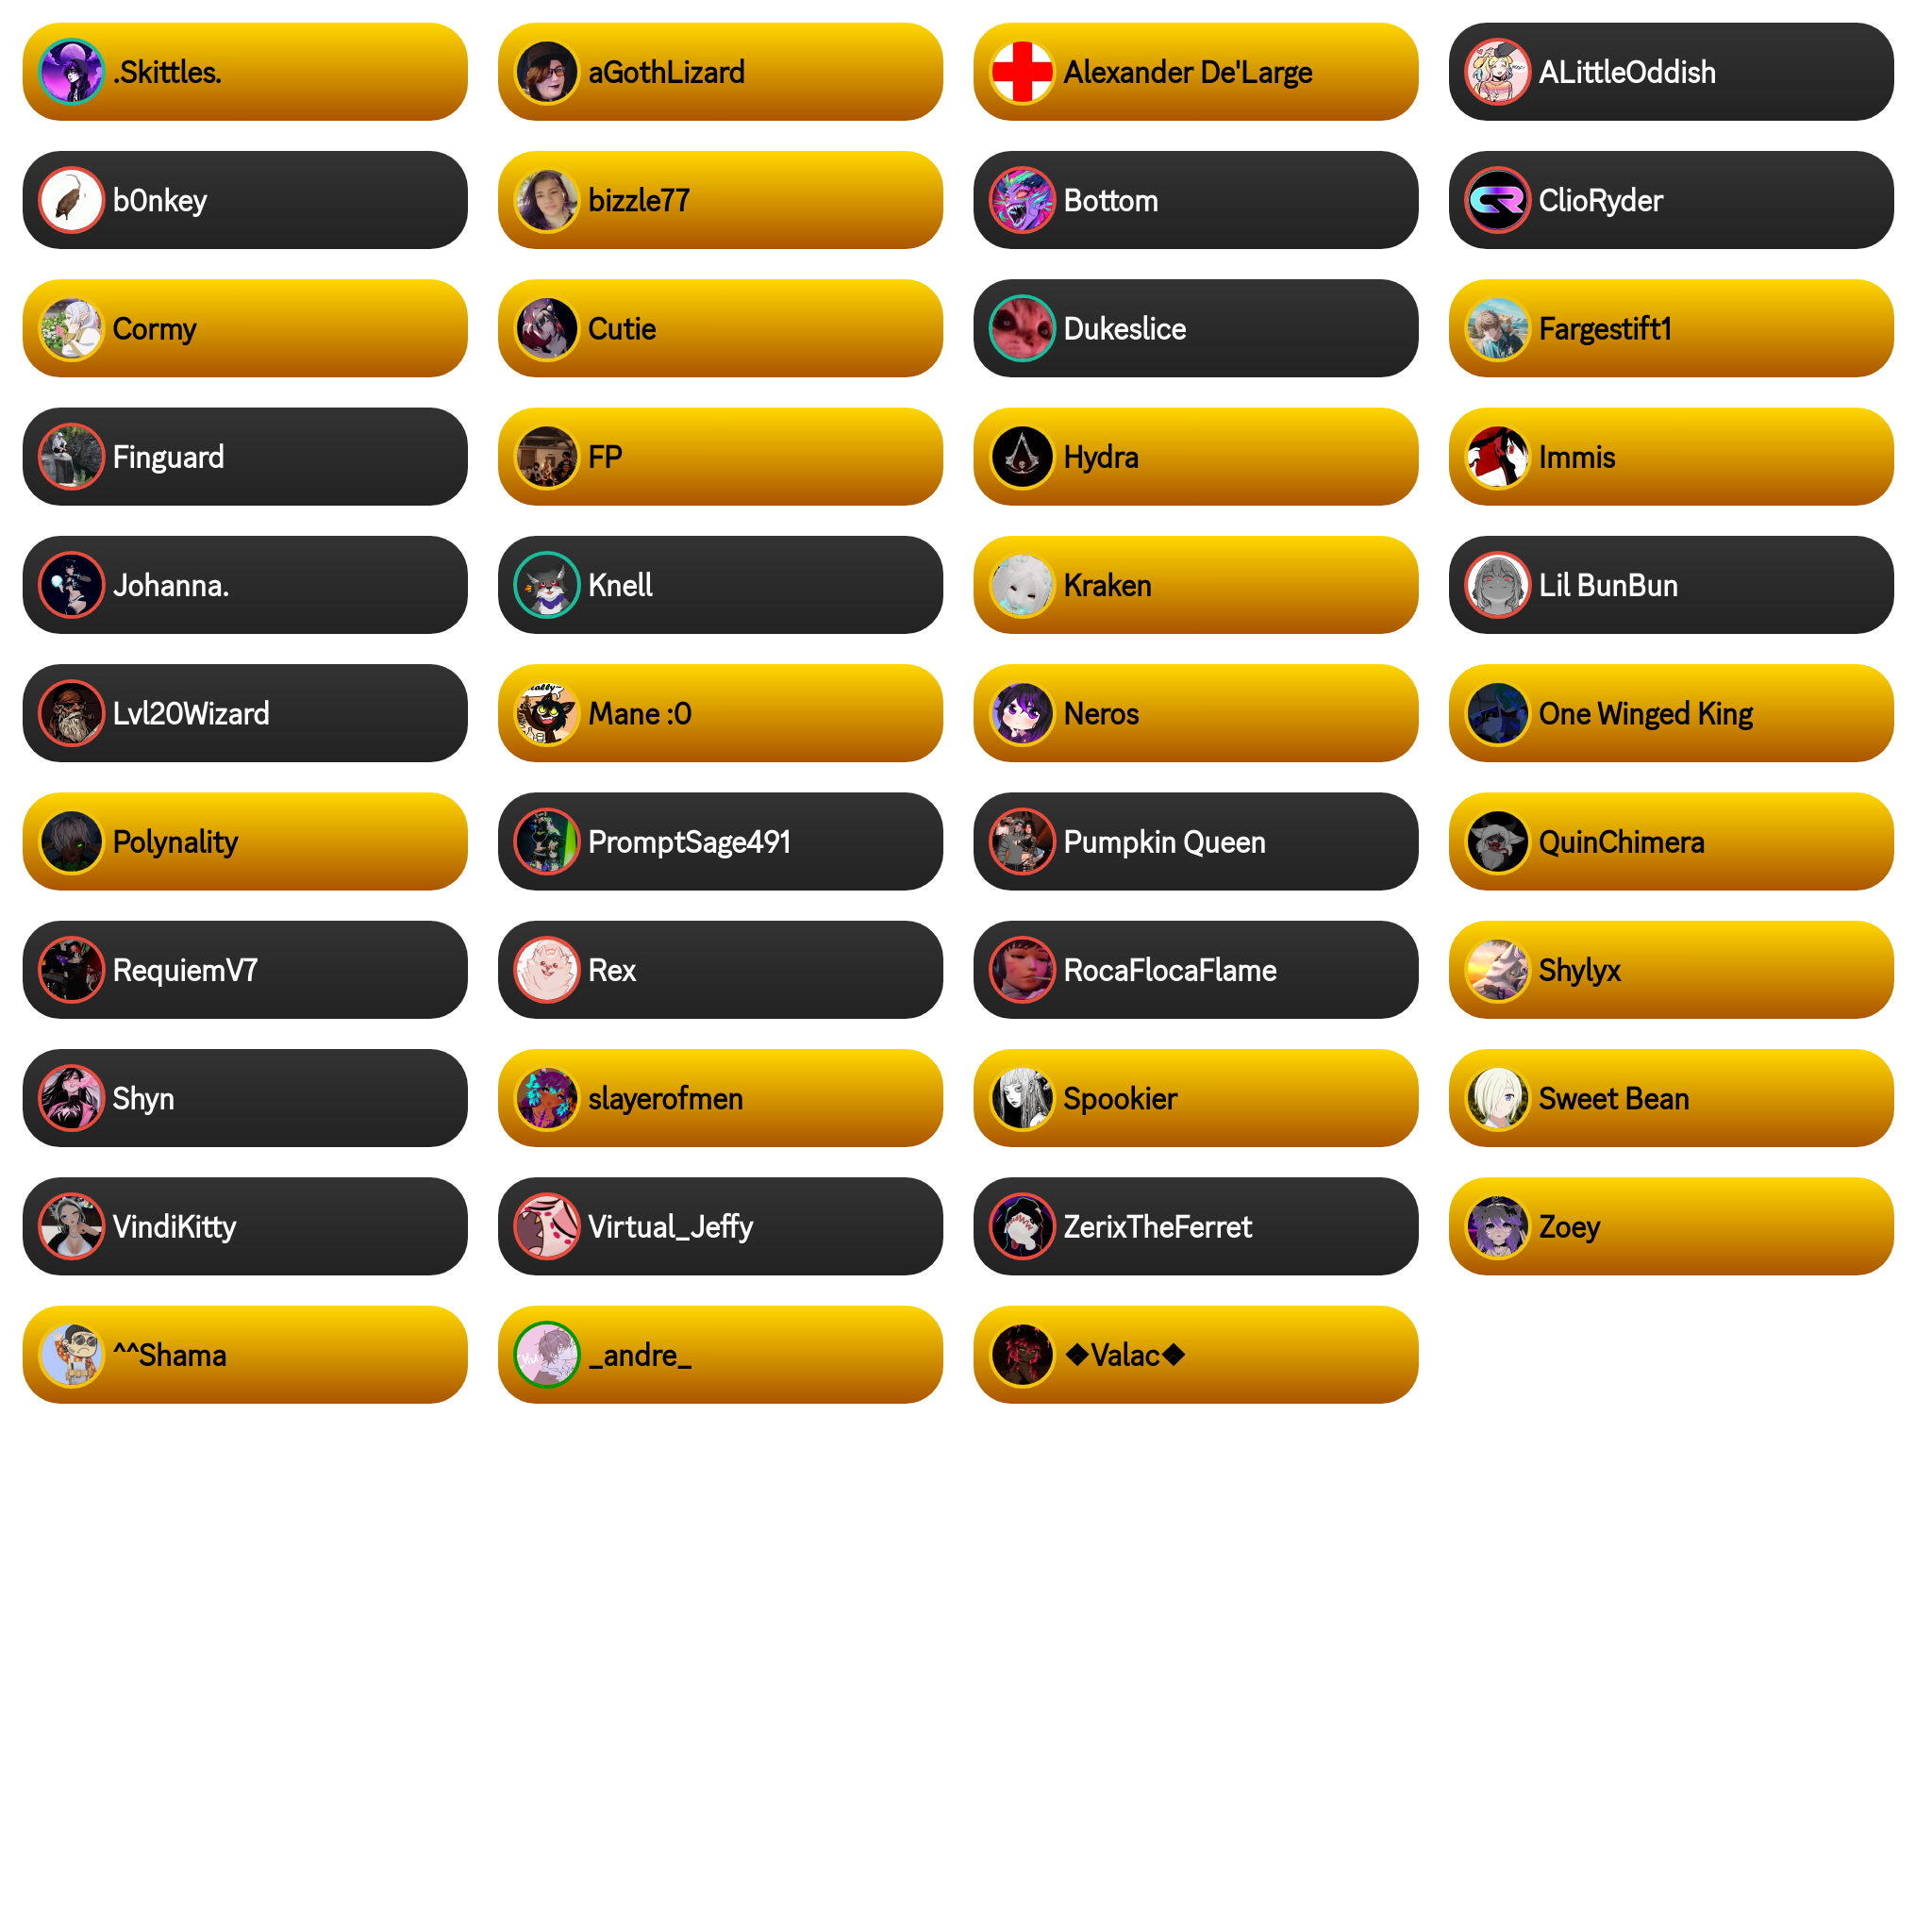 .Skittles.
aGothLizard
Alexander De'Large
ALittleOddish
b0nkey
bizzle77
Bottom
ClioRyder
Cormy
Cutie
Dukeslice
Fargestift1
Finguard
FP
Hydra
Immis
Johanna.
Knell
Kraken
Lil BunBun
Lvl20Wizard
Mane :0
Neros
One Winged King
Polynality
PromptSage491
Pumpkin Queen
QuinChimera
RequiemV7
Rex
RocaFlocaFlame
Shylyx
Shyn
slayerofmen
Spookier
Sweet Bean
VindiKitty
Virtual_Jeffy
ZerixTheFerret
Zoey
^^Shama
_andre_
❖Valac❖